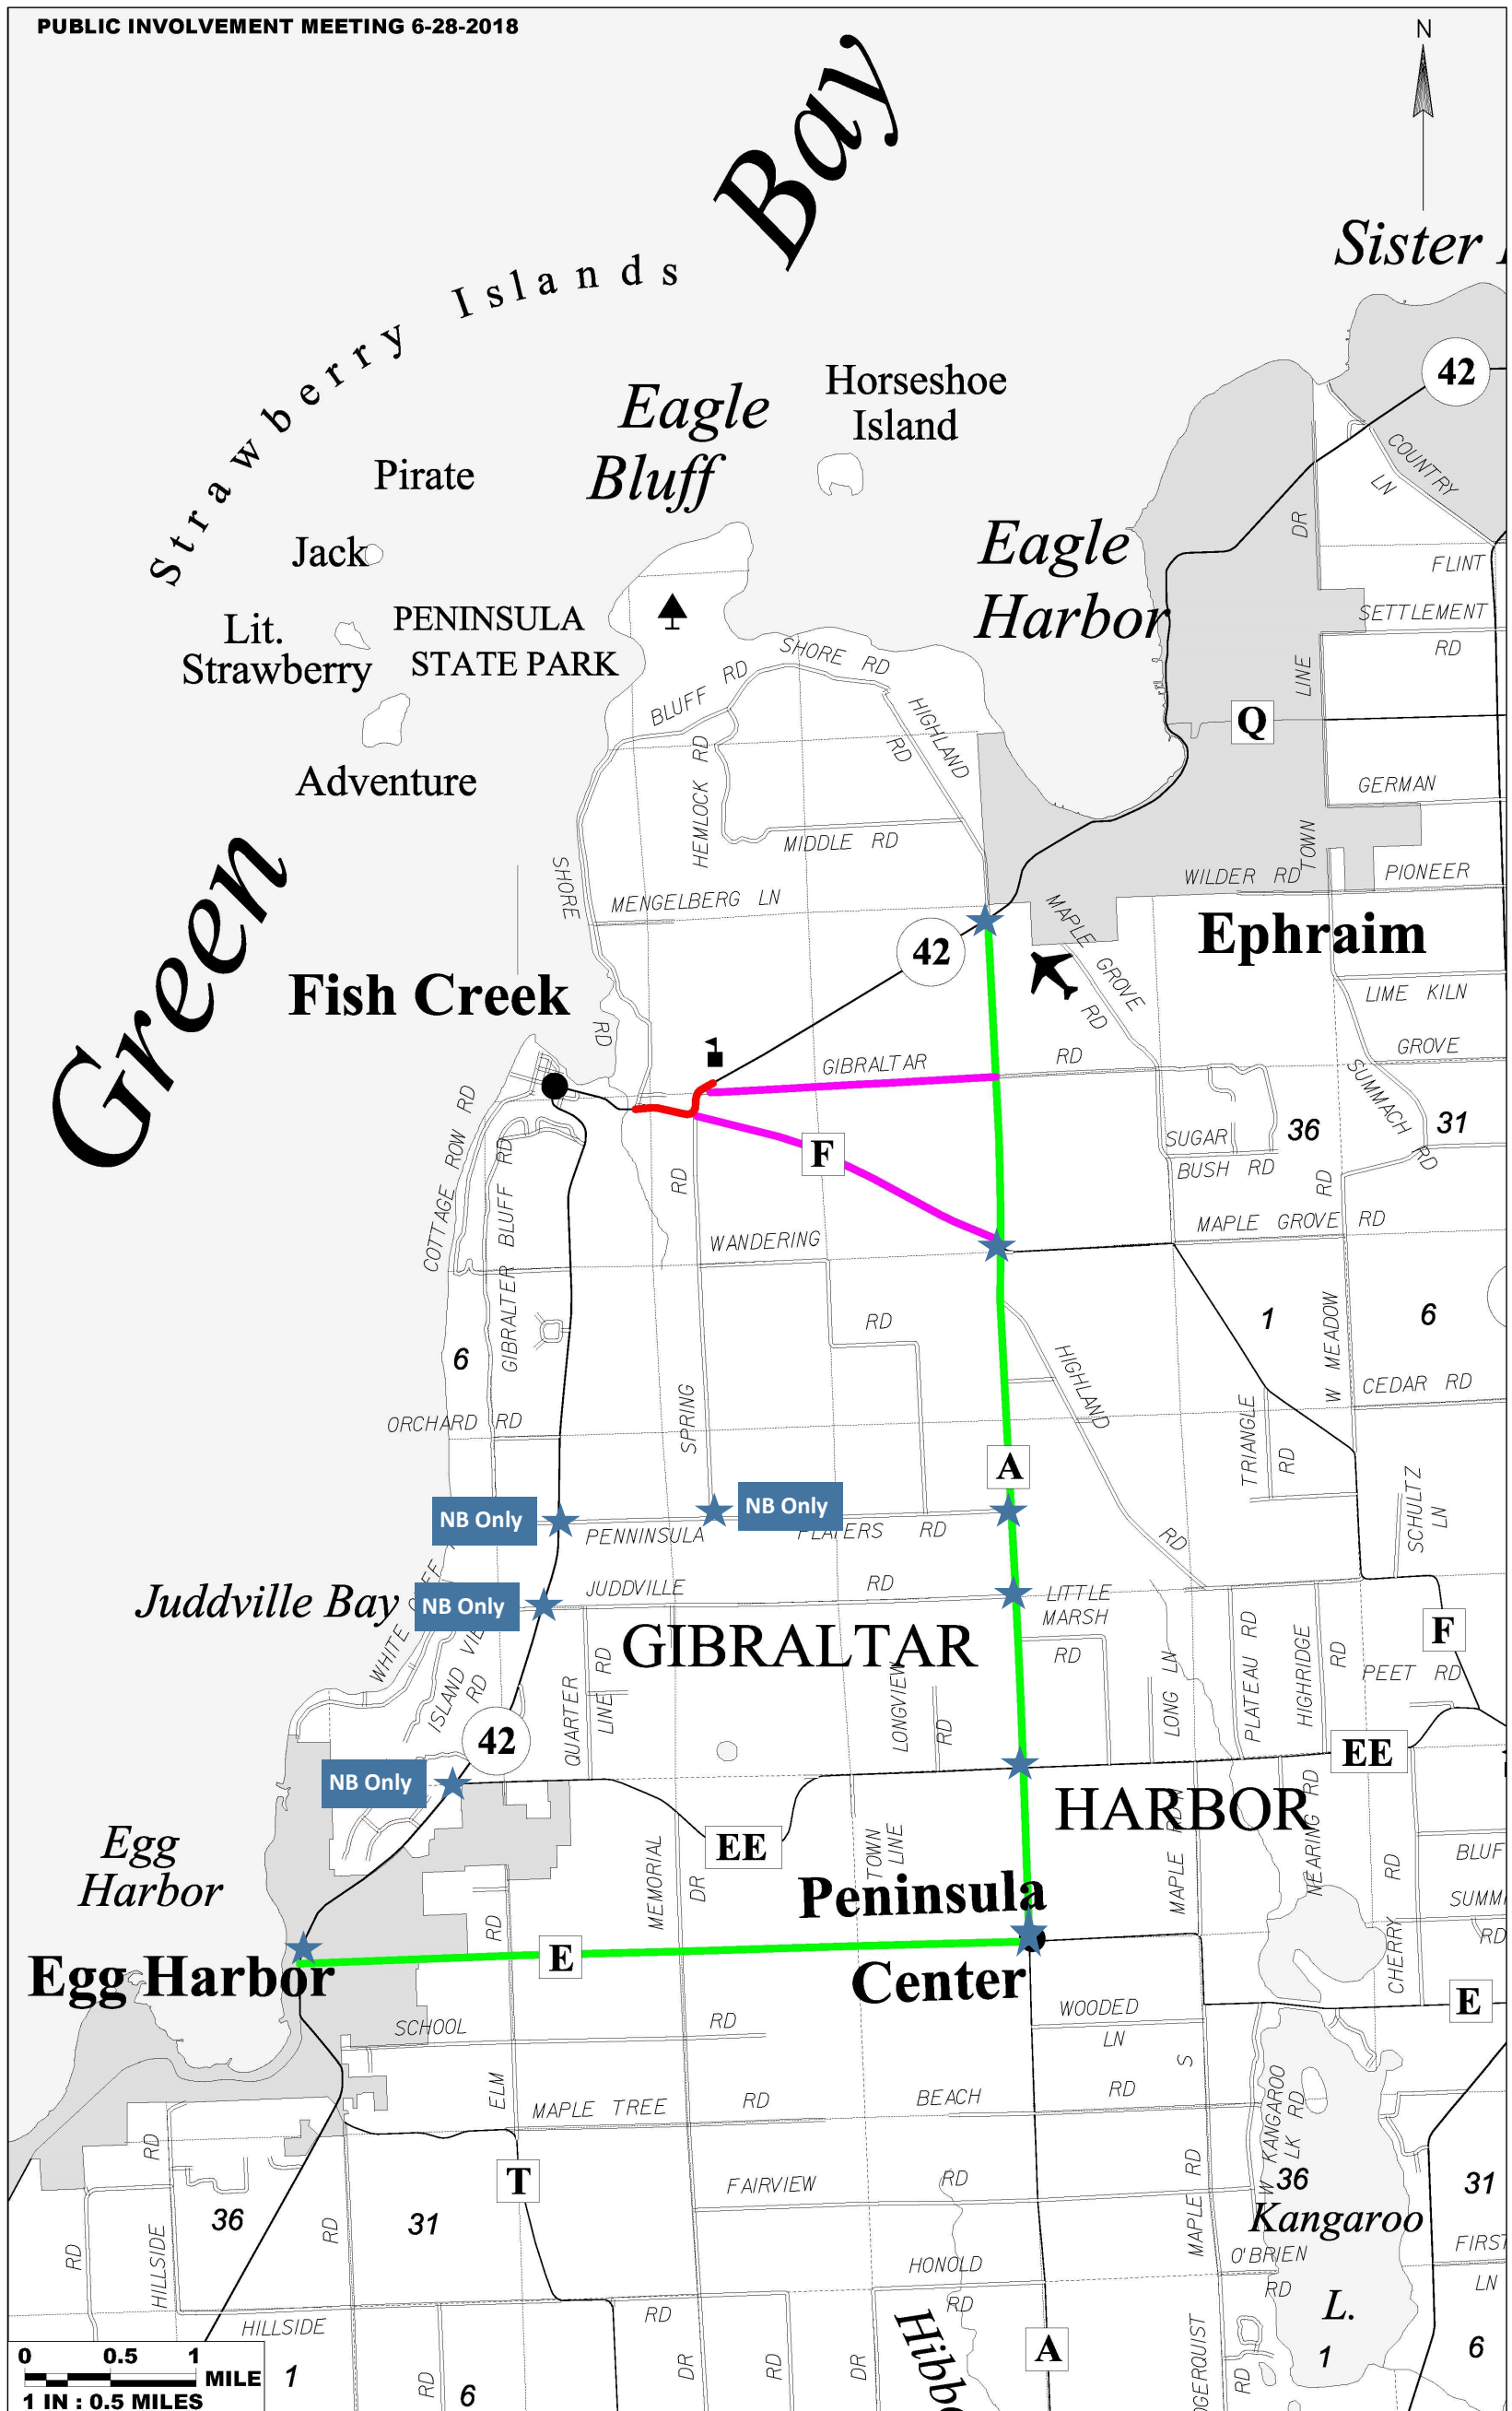 PUBLIC INVOLVEMENT MEETING 6-28-2018
N
Bay
Sister
Strawberry Islands
42
Horseshoe
Island
Eagle
Bluff
Pirate
COUNTRY
LN
DR
Jack
Eagle
Harbor
FLINT
SETTLEMENT
RD
Lit.
Strawberry
PENINSULA
STATE PARK
SHORE RD
BLUFF RD
HIGHLAND
RD
LINE
Q
Adventure
HEMLOCK RD
GERMAN
MIDDLE RD
TOWN
WILDER RD
PIONEER
Green
SHORE
RD
MENGELBERG LN
MAPLE GROVE
RD
Ephraim
42
Fish Creek
LIME KILN
GROVE
GIBRALTAR
RD
SUMMACH
RD
COTTAGE ROW RD
36
31
SUGAR
BUSH RD
F
RD
RD
GIBRALTER BLUFF RD
MAPLE GROVE RD
WANDERING
RD
6
1
6
W MEADOW
HIGHLAND
RD
CEDAR RD
ORCHARD RD
SPRING
TRIANGLE
RD
A
SCHULTZ
LN
NB Only
NB Only
PENNINSULA
PLAYERS RD
Juddville Bay
NB Only
JUDDVILLE
RD
LITTLE
MARSH
RD
WHITE
ISLAND
RD
GIBRALTAR
F
QUARTER
LINE RD
LONGVIEW
RD
LONG LN
PLATEAU RD
HIGHRIDGE
RD
PEET RD
42
EE
NB Only
HARBOR
EE
Egg
Harbor
MEMORIAL
DR
TOWN
LINE
MAPLE
NEARING RD
CHERRY
RD
BLUF
SUMM
RD
Peninsula
Center
RD
E
Egg Harbor
E
WOODED
LN
SCHOOL
RD
ELM
S
MAPLE TREE
RD
BEACH
RD
W KANGAROO
LK RD
RD
T
FAIRVIEW
RD
MAPLE RD
36
31
36
31
Kangaroo
L.
RD
HILLSIDE
RD
HONOLD
RD
O'BRIEN
RD
FIRST
LN
HILLSIDE
RD
Hibb
A
1
6
1
6
RD
DR
RD
DR
OGERQUIST
RD
0 0.5 1
MILE
1 IN : 0.5 MILES